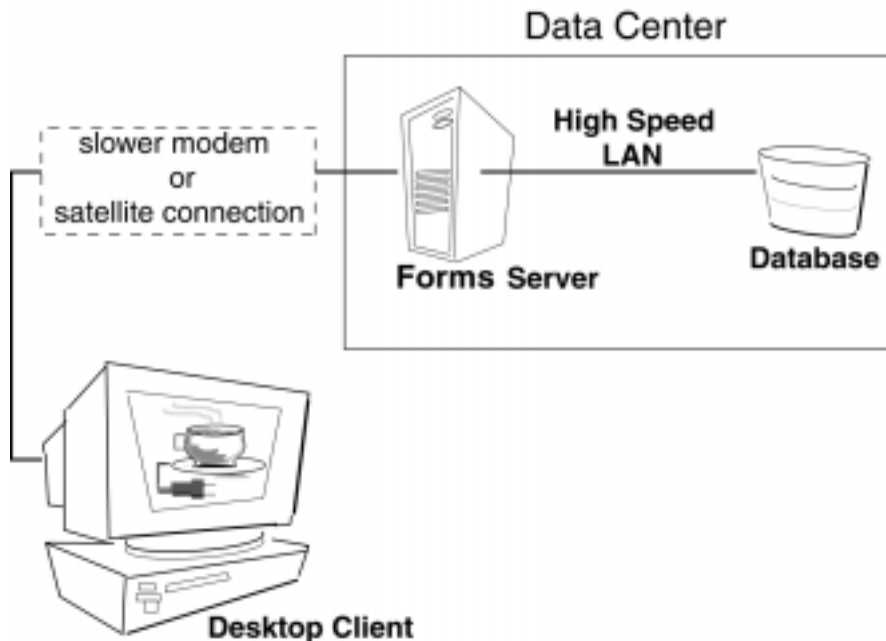 Data Center
slower modem
or
satellite connection
High Speed
LAN
Forms Server
Database
Desktop Client